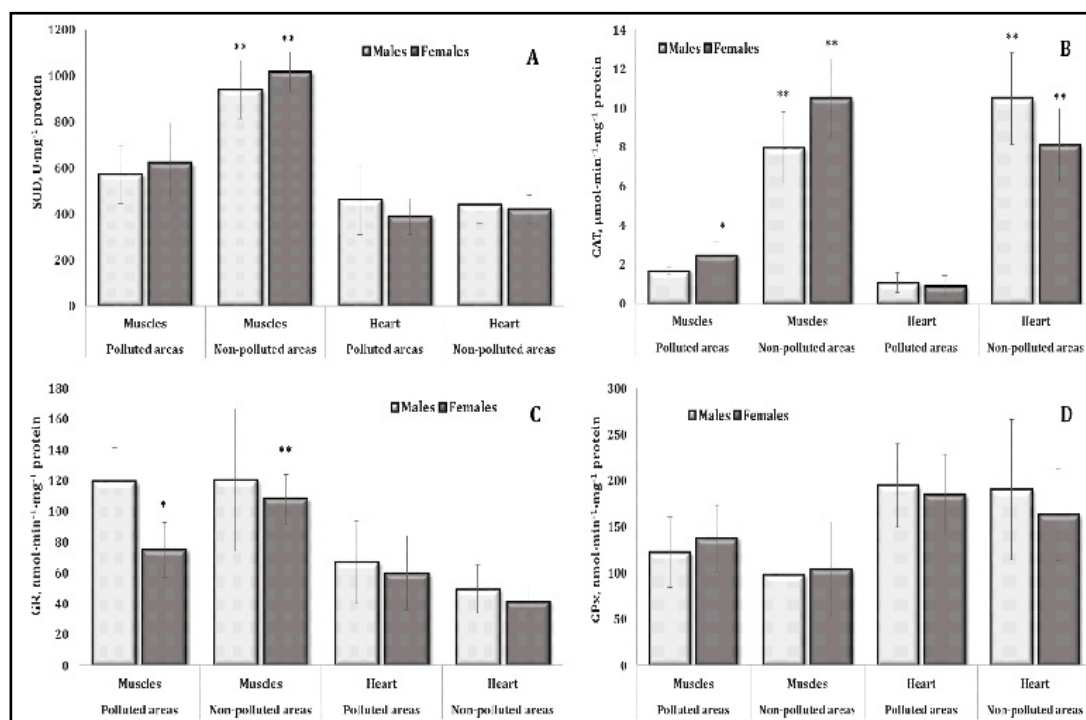 1200
1000
800
600
400
200
0
SOD, U·mg⁻¹ protein
** **
Males Females
A
Muscles Muscles Heart Heart
Polluted areas Non-polluted areas Polluted areas Non-polluted areas
14
12
10
8
6
4
2
0
CAT, μmol·min⁻¹·mg⁻¹ protein
Males Females
B
* ** ** ** **
Muscles Muscles Heart Heart
Polluted areas Non-polluted areas Polluted areas Non-polluted areas
180
160
140
120
100
80
60
40
20
0
GR, nmol·min⁻¹·mg⁻¹ protein
Males Females
C
* **
Muscles Muscles Heart Heart
Polluted areas Non-polluted areas Polluted areas Non-polluted areas
300
250
200
150
100
50
0
GPx, nmol·min⁻¹·mg⁻¹ protein
Males Females
D
Muscles Muscles Heart Heart
Polluted areas Non-polluted areas Polluted areas Non-polluted areas